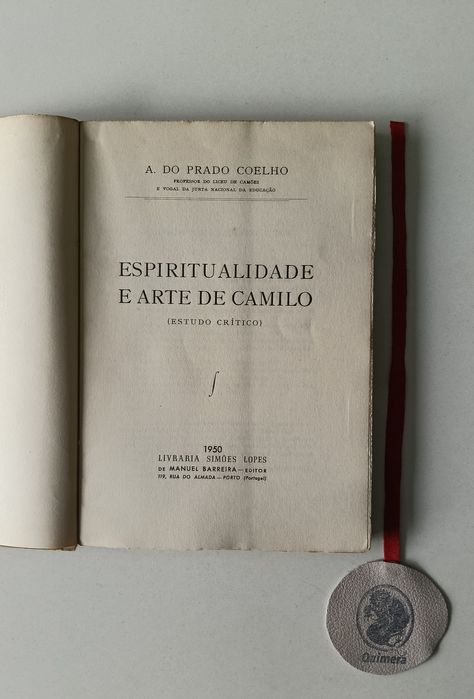 A. DO PRADO COELHO
PROFESSOR DO LICEU DE CAMÕES
E VOGAL DA JUNTA NACIONAL DA EDUCAÇÃO
ESPIRITUALIDADE
E ARTE DE CAMILO
(ESTUDO CRÍTICO)
1950
LIVRARIA SIMÕES LOPES
DE MANUEL BARREIRA — EDITOR
119, RUA DO ALMADA — PORTO (Portugal)
Quimera